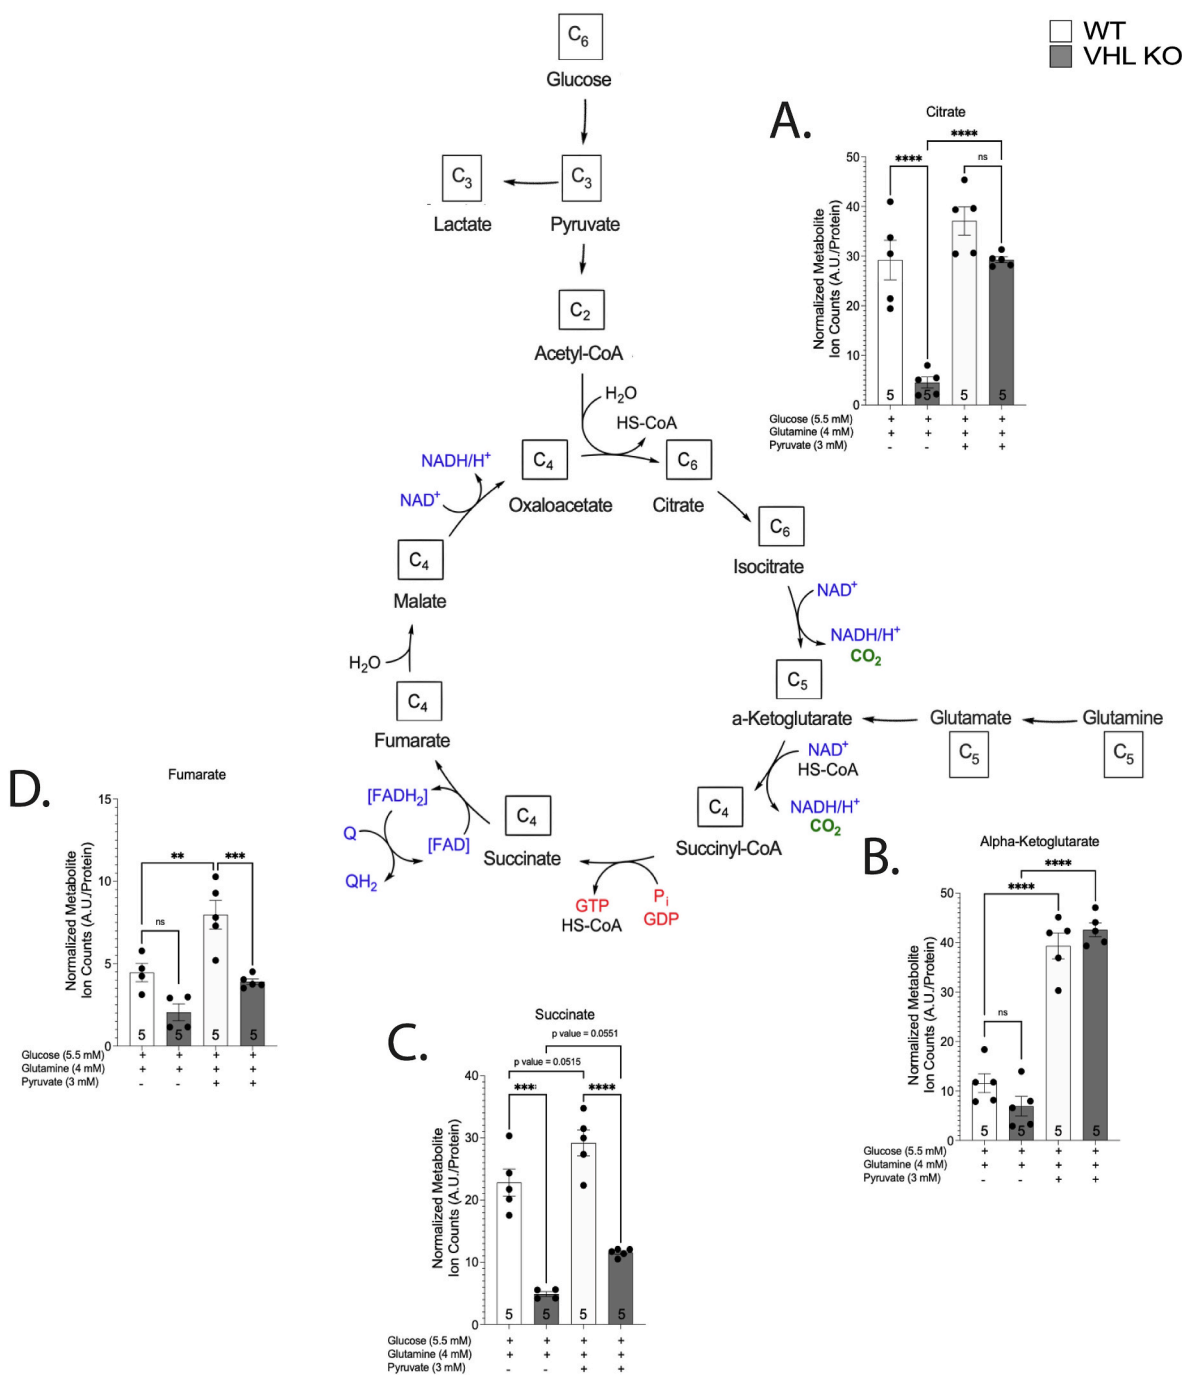 WT
VHL KO
C6
Glucose
C3
Lactate
C3
Pyruvate
C2
Acetyl-CoA
H2O
HS-CoA
NADH/H+
NAD+
C4
Oxaloacetate
C6
Citrate
C6
Isocitrate
C4
Malate
NAD+
NADH/H+
CO2
H2O
C5
a-Ketoglutarate
Glutamate
C5
Glutamine
C5
C4
Fumarate
NAD+
HS-CoA
NADH/H+
CO2
C4
Succinyl-CoA
[FADH2]
[FAD]
Q
QH2
C4
Succinate
GTP
HS-CoA
Pi
GDP
A.
Citrate
****
****
ns
Normalized Metabolite
Ion Counts (A.U./Protein)
50
40
30
20
10
0
5 5 5 5
Glucose (5.5 mM) + + + +
Glutamine (4 mM) + + + +
Pyruvate (3 mM) - - + +
B.
Alpha-Ketoglutarate
****
****
ns
Normalized Metabolite
Ion Counts (A.U./Protein)
50
40
30
20
10
0
5 5 5 5
Glucose (5.5 mM) + + + +
Glutamine (4 mM) + + + +
Pyruvate (3 mM) - - + +
C.
Succinate
p value = 0.0551
p value = 0.0515
***
****
Normalized Metabolite
Ion Counts (A.U./Protein)
40
30
20
10
0
5 5 5 5
Glucose (5.5 mM) + + + +
Glutamine (4 mM) + + + +
Pyruvate (3 mM) - - + +
D.
Fumarate
** ***
ns
Normalized Metabolite
Ion Counts (A.U./Protein)
15
10
5
0
5 5 5 5
Glucose (5.5 mM) + + + +
Glutamine (4 mM) + + + +
Pyruvate (3 mM) - - + +